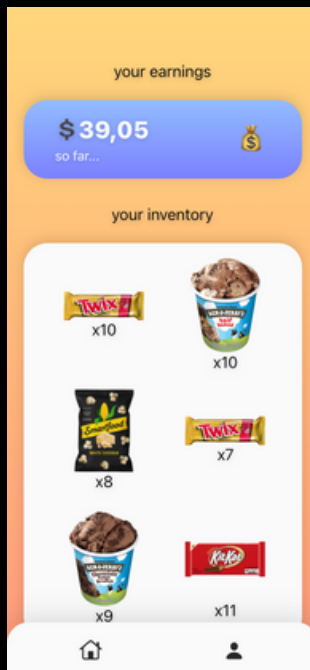 your earnings
$ 39,05
so far...
your inventory
Twix
x10
BEN & JERRY'S
x10
Smartfood
x8
Twix
x7
BEN & JERRY'S
x9
KitKat
x11